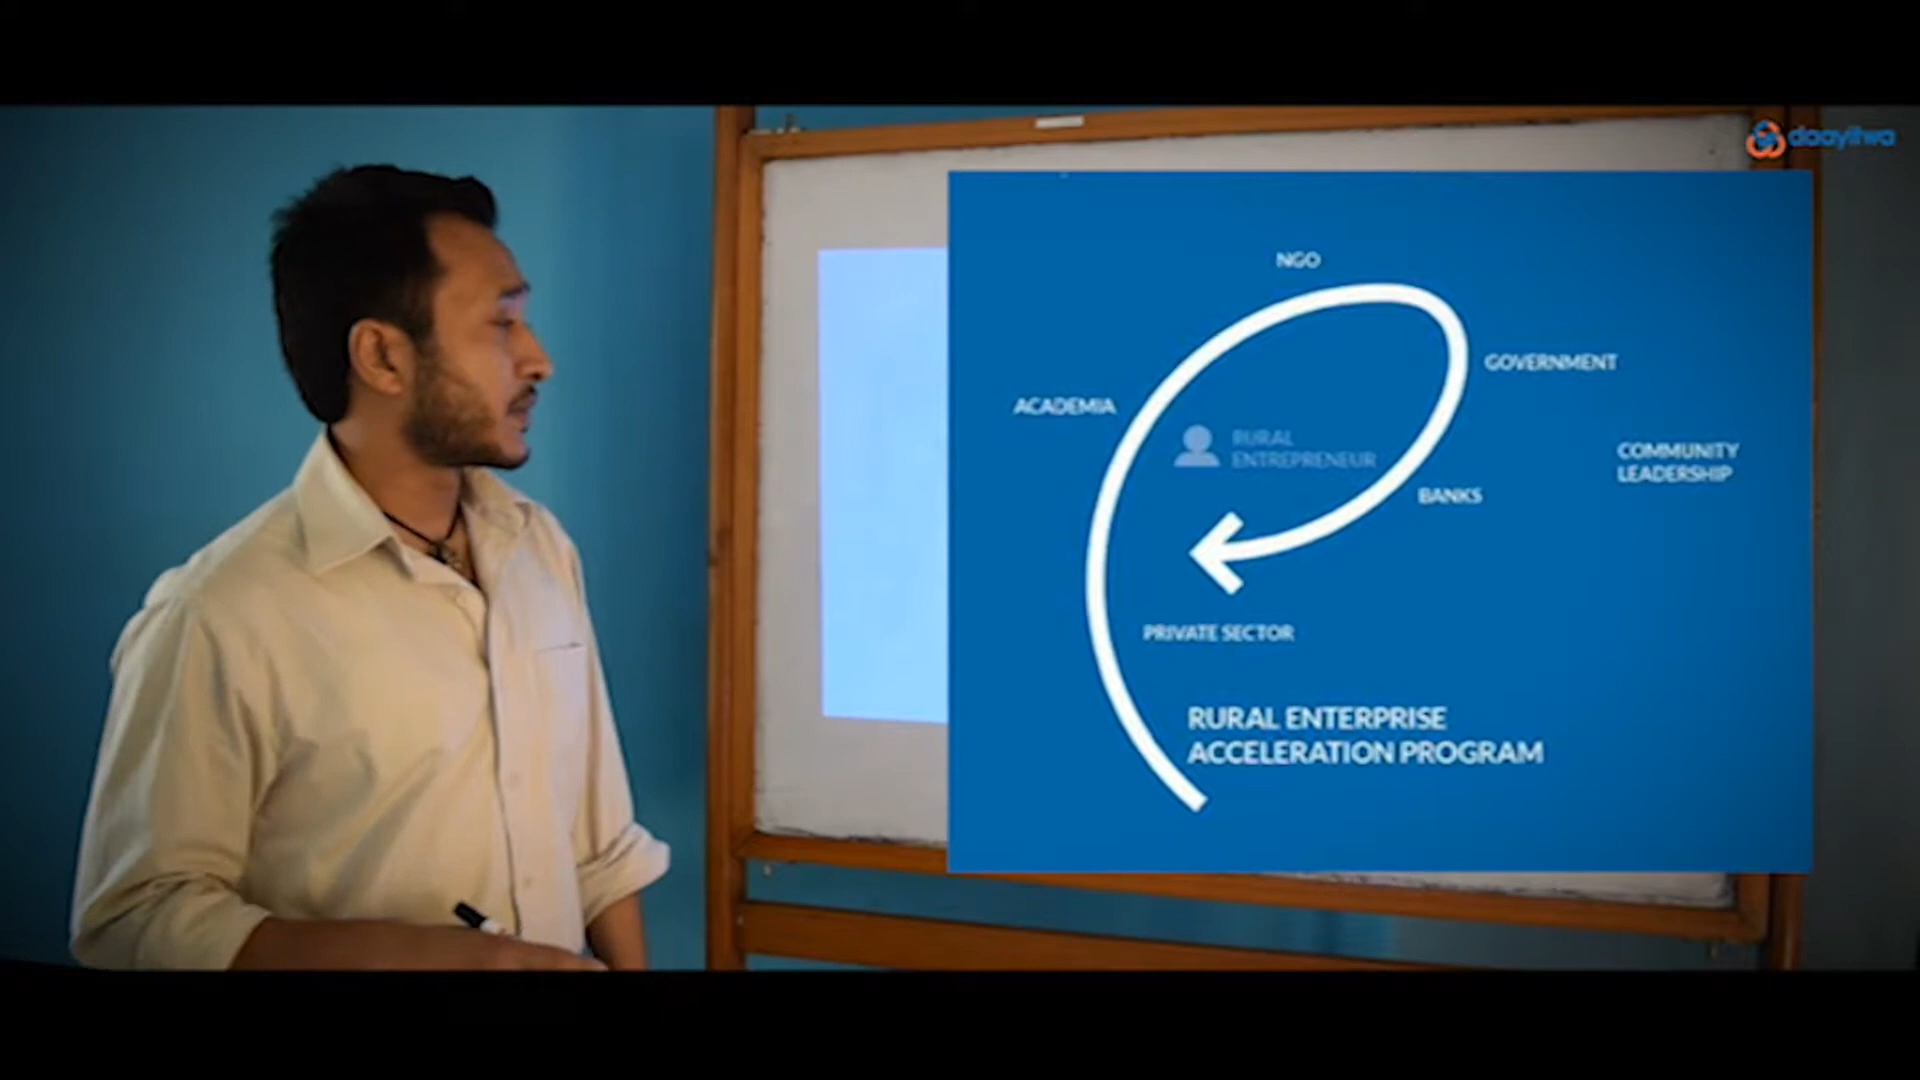 daayitwa
NGO
GOVERNMENT
ACADEMIA
RURAL
ENTREPRENEUR
COMMUNITY
LEADERSHIP
BANKS
PRIVATE SECTOR
RURAL ENTERPRISE
ACCELERATION PROGRAM